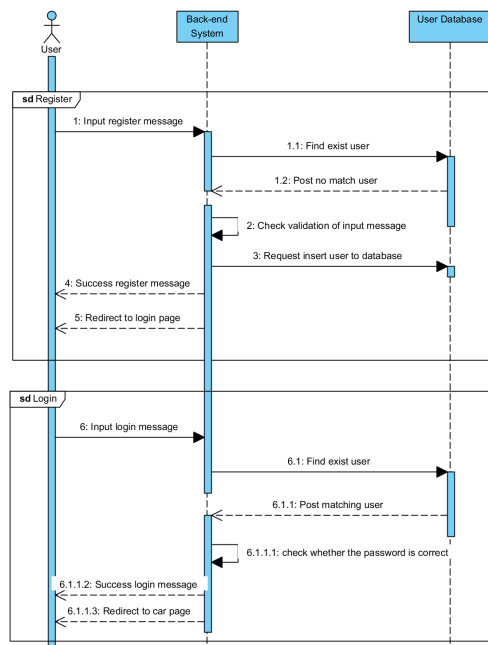 Back-end
System
User Database
User
sd Register
1: Input register message
1.1: Find exist user
1.2: Post no match user
2: Check validation of input message
3: Request insert user to database
4: Success register message
5: Redirect to login page
sd Login
6: Input login message
6.1: Find exist user
6.1.1: Post matching user
6.1.1.1: check whether the password is correct
6.1.1.2: Success login message
6.1.1.3: Redirect to car page